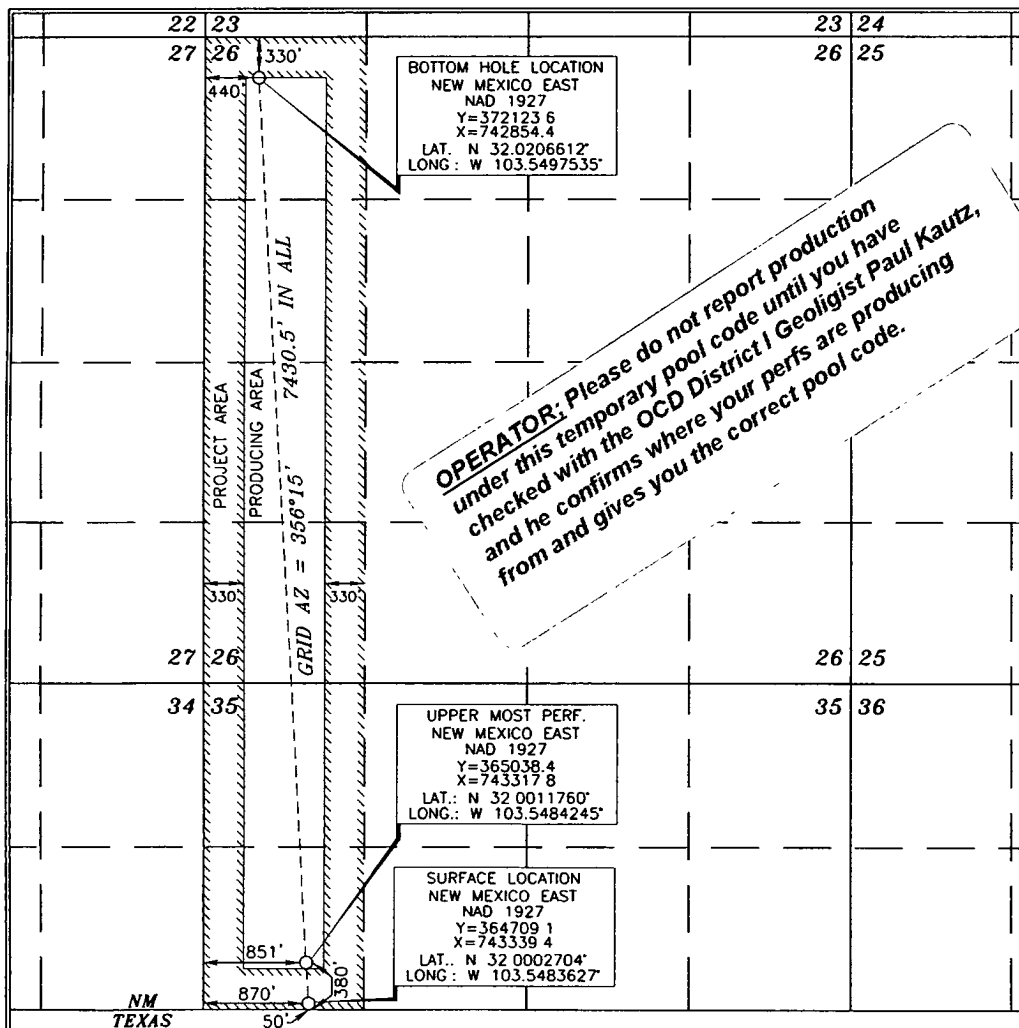 22 23
23 24
27 26
26 25
330'
440'
BOTTOM HOLE LOCATION
NEW MEXICO EAST
NAD 1927
Y=372123 6
X=742854.4
LAT. N 32.0206612°
LONG: W 103.5497535°
OPERATOR; Please do not report production
under this temporary pool code until you have
checked with the OCD District I Geoligist Paul Kautz,
and he confirms where your perfs are producing
from and gives you the correct pool code.
PROJECT AREA
PRODUCING AREA
GRID AZ = 356°15'
7430.5' IN ALL
330'
330'
27 26
26 25
34 35
35 36
UPPER MOST PERF.
NEW MEXICO EAST
NAD 1927
Y=365038.4
X=743317 8
LAT.: N 32 0011760°
LONG.: W 103.5484245°
SURFACE LOCATION
NEW MEXICO EAST
NAD 1927
Y=364709 1
X=743339 4
LAT.. N 32 0002704°
LONG: W 103.5483627°
851'
380'
870'
50'
NM
TEXAS